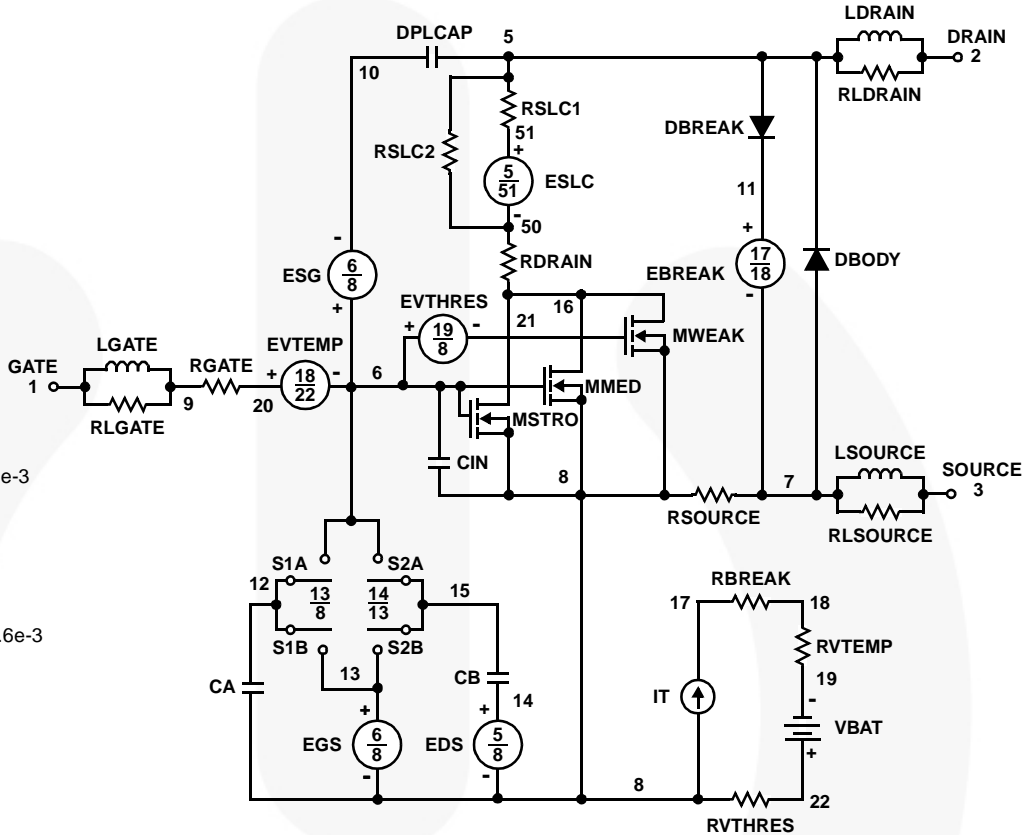 LDRAIN
DPLCAP
5
DRAIN
2
10
RLDRAIN
RSLC1
51
+
DBREAK
RSLC2
5
51
ESLC
11
-
50
-
+
RDRAIN
17
18
EBREAK
DBODY
6
8
ESG
-
EVTHRES
16
+
+
19
8
-
21
MWEAK
LGATE
EVTEMP
GATE
1
RGATE
+
18
22
-
6
MMED
9
20
RLGATE
MSTRO
LSOURCE
CIN
8
7
SOURCE
3
e-3
RSOURCE
RLSOURCE
S1A
S2A
12
13
8
14
13
15
RBREAK
17
18
.6e-3
S1B
S2B
RVTEMP
13
CB
19
CA
14
IT
-
+
+
VBAT
EGS
6
8
EDS
5
8
+
-
-
8
22
RVTHRES